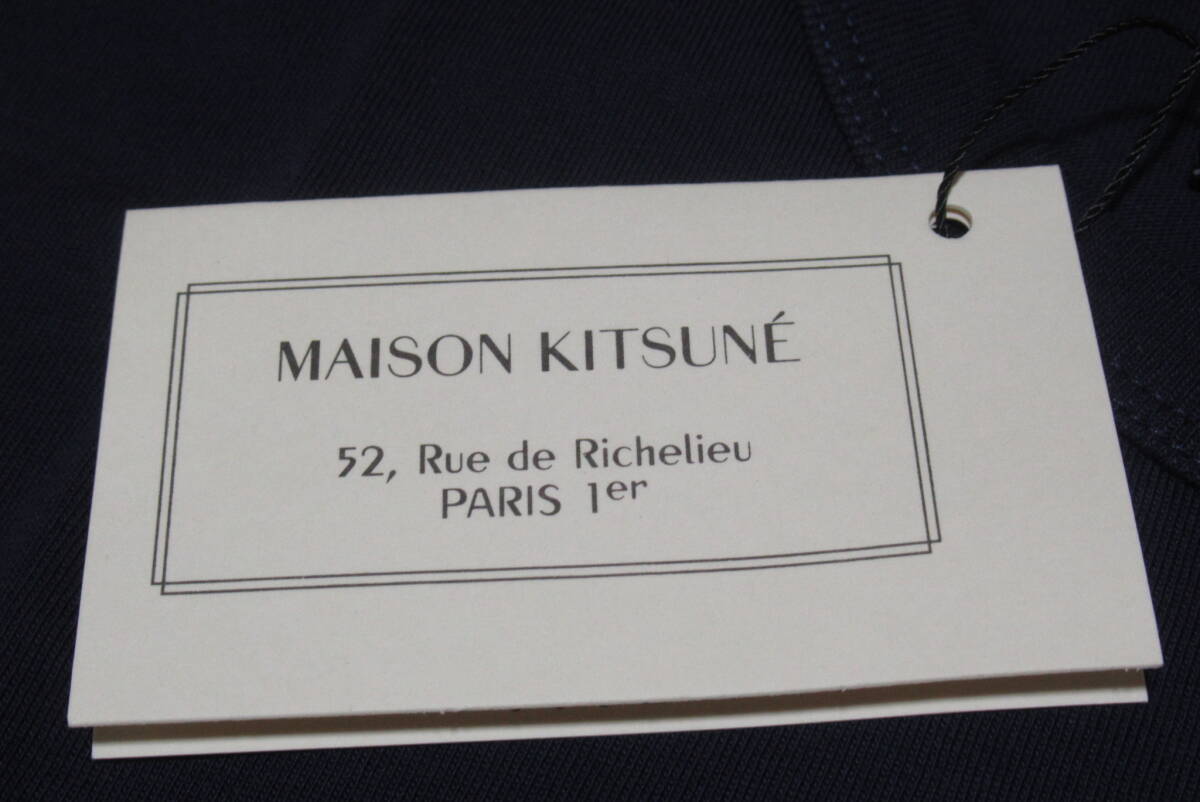 MAISON KITSUNÉ
52, Rue de Richelieu
PARIS 1er